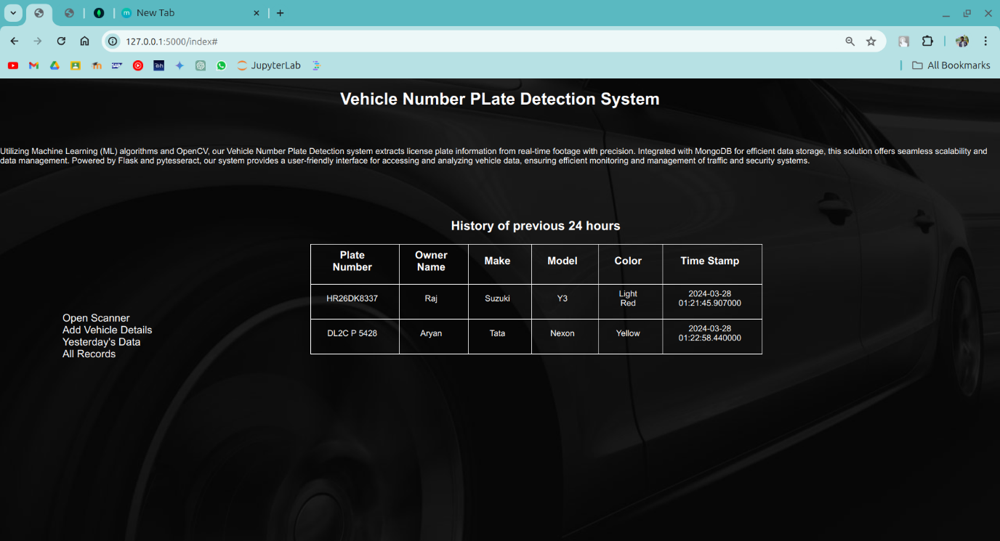 New Tab
127.0.0.1:5000/index#
JupyterLab
All Bookmarks
Vehicle Number PLate Detection System
Utilizing Machine Learning (ML) algorithms and OpenCV, our Vehicle Number Plate Detection system extracts license plate information from real-time footage with precision. Integrated with MongoDB for efficient data storage, this solution offers seamless scalability and
data management. Powered by Flask and pytesseract, our system provides a user-friendly interface for accessing and analyzing vehicle data, ensuring efficient monitoring and management of traffic and security systems.
Open Scanner
Add Vehicle Details
Yesterday's Data
All Records
History of previous 24 hours
Plate Number Owner Name Make Model Color Time Stamp
HR26DK8337 Raj Suzuki Y3 Light Red 2024-03-28 01:21:45.907000
DL2C P 5428 Aryan Tata Nexon Yellow 2024-03-28 01:22:58.440000